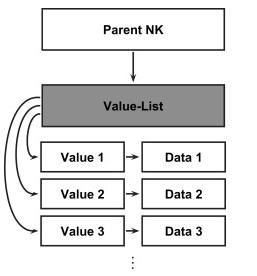 Parent NK
Value-List
Value 1
Data 1
Value 2
Data 2
Value 3
Data 3